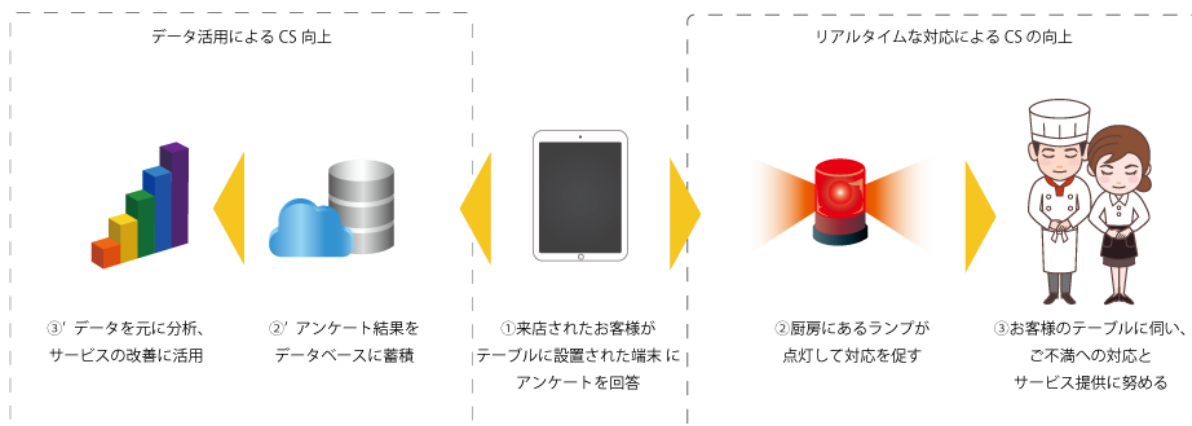 データ活用による CS 向上
リアルタイムな対応による CS の向上
③’ データを元に分析、
サービスの改善に活用
②’ アンケート結果を
データベースに蓄積
①来店されたお客様が
テーブルに設置された端末 に
アンケートを回答
②厨房にあるランプが
点灯して対応を促す
③お客様のテーブルに伺い、
ご不満への対応と
サービス提供に努める